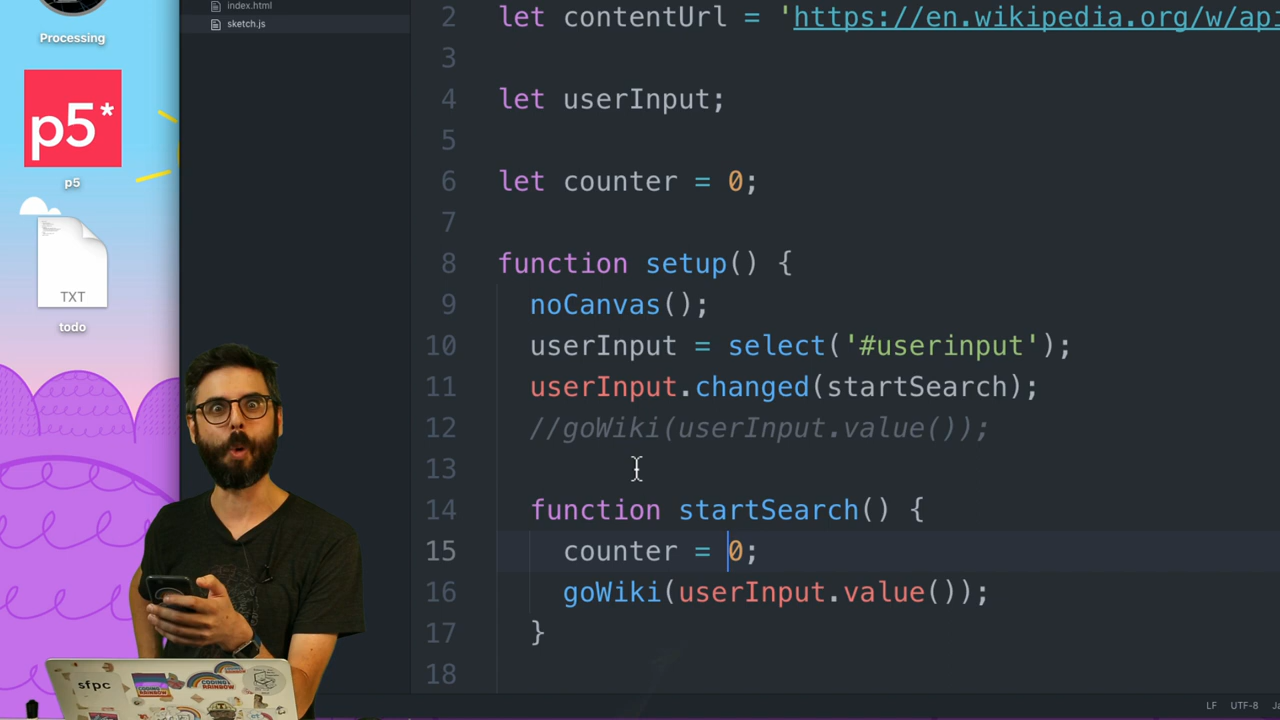 Processing
p5*
p5
TXT
todo
index.html
sketch.js
2 let contentUrl = 'https://en.wikipedia.org/w/api
3
4 let userInput;
5
6 let counter = 0;
7
8 function setup() {
9 noCanvas();
10 userInput = select('#userinput');
11 userInput.changed(startSearch);
12 //goWiki(userInput.value());
13
14 function startSearch() {
15 counter = 0;
16 goWiki(userInput.value());
17 }
18
LF UTF-8
sfpc
CODING RAINBOW